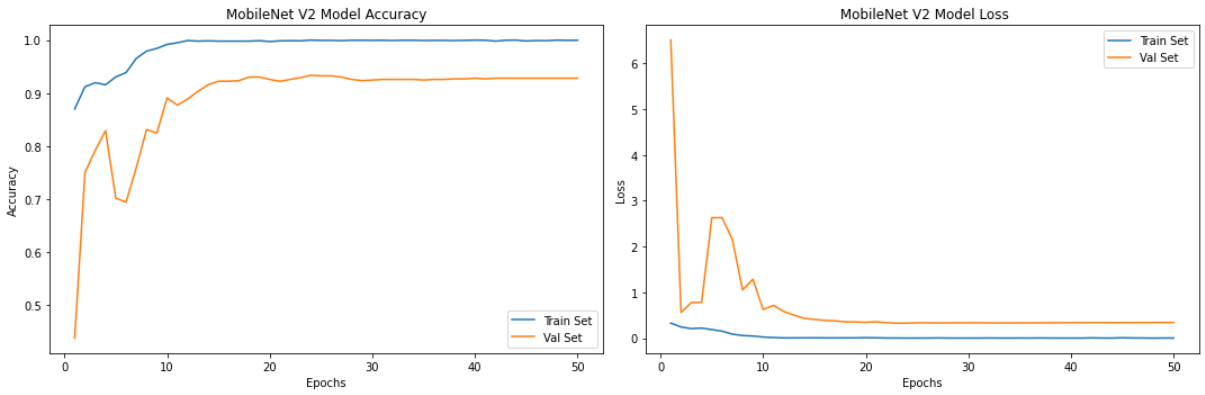 MobileNet V2 Model Accuracy
1.0
0.9
0.8
0.7
0.6
0.5
Accuracy
0
10
20
30
40
50
Epochs
Train Set
Val Set
MobileNet V2 Model Loss
6
5
4
3
2
1
0
Loss
0
10
20
30
40
50
Epochs
Train Set
Val Set